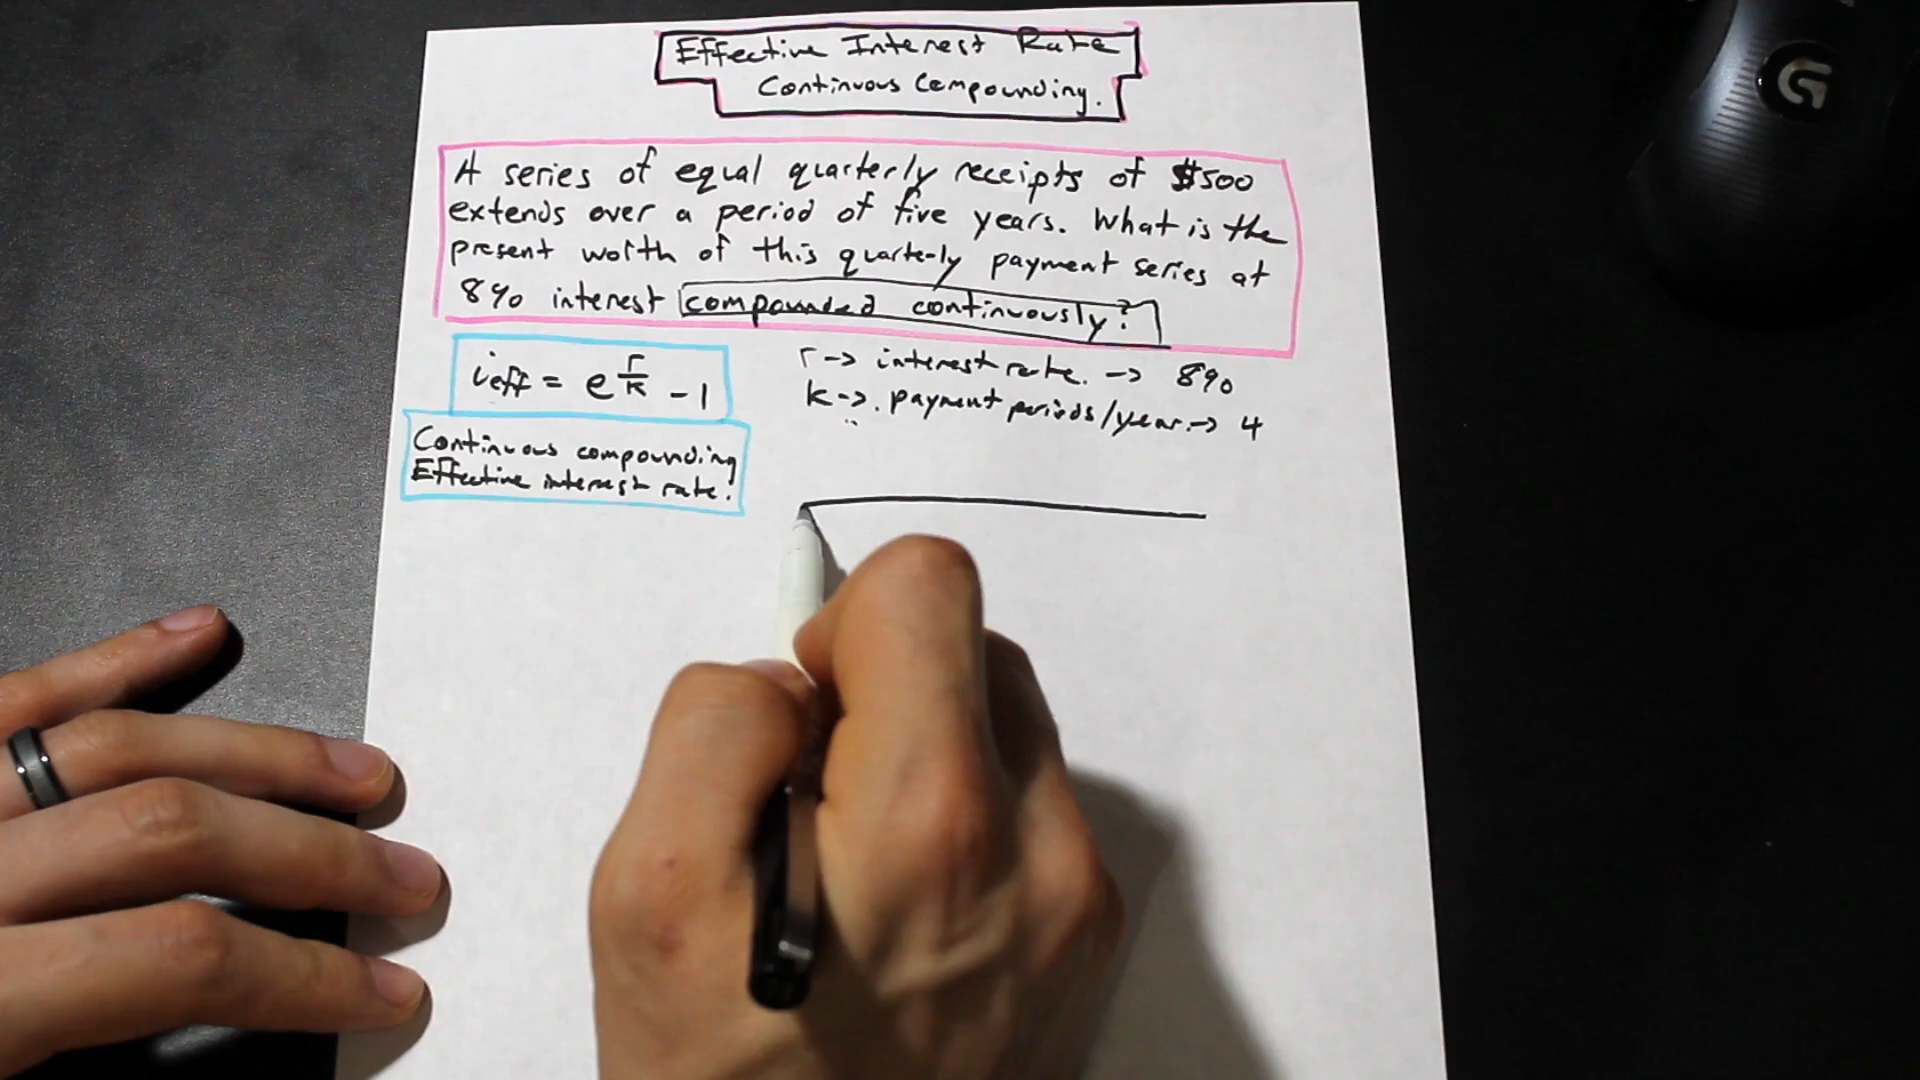 Effective Interest Rate
Continuous Compounding.
A series of equal quarterly receipts of $500
extends over a period of five years. What is the
present worth of this quarterly payment series at
8% interest compounded continuously?
ieff = e^(r/k) - 1
r -> interest rate. -> 8%
k ->. payment periods/year. -> 4
Continuous compounding
Effective interest rate.
G